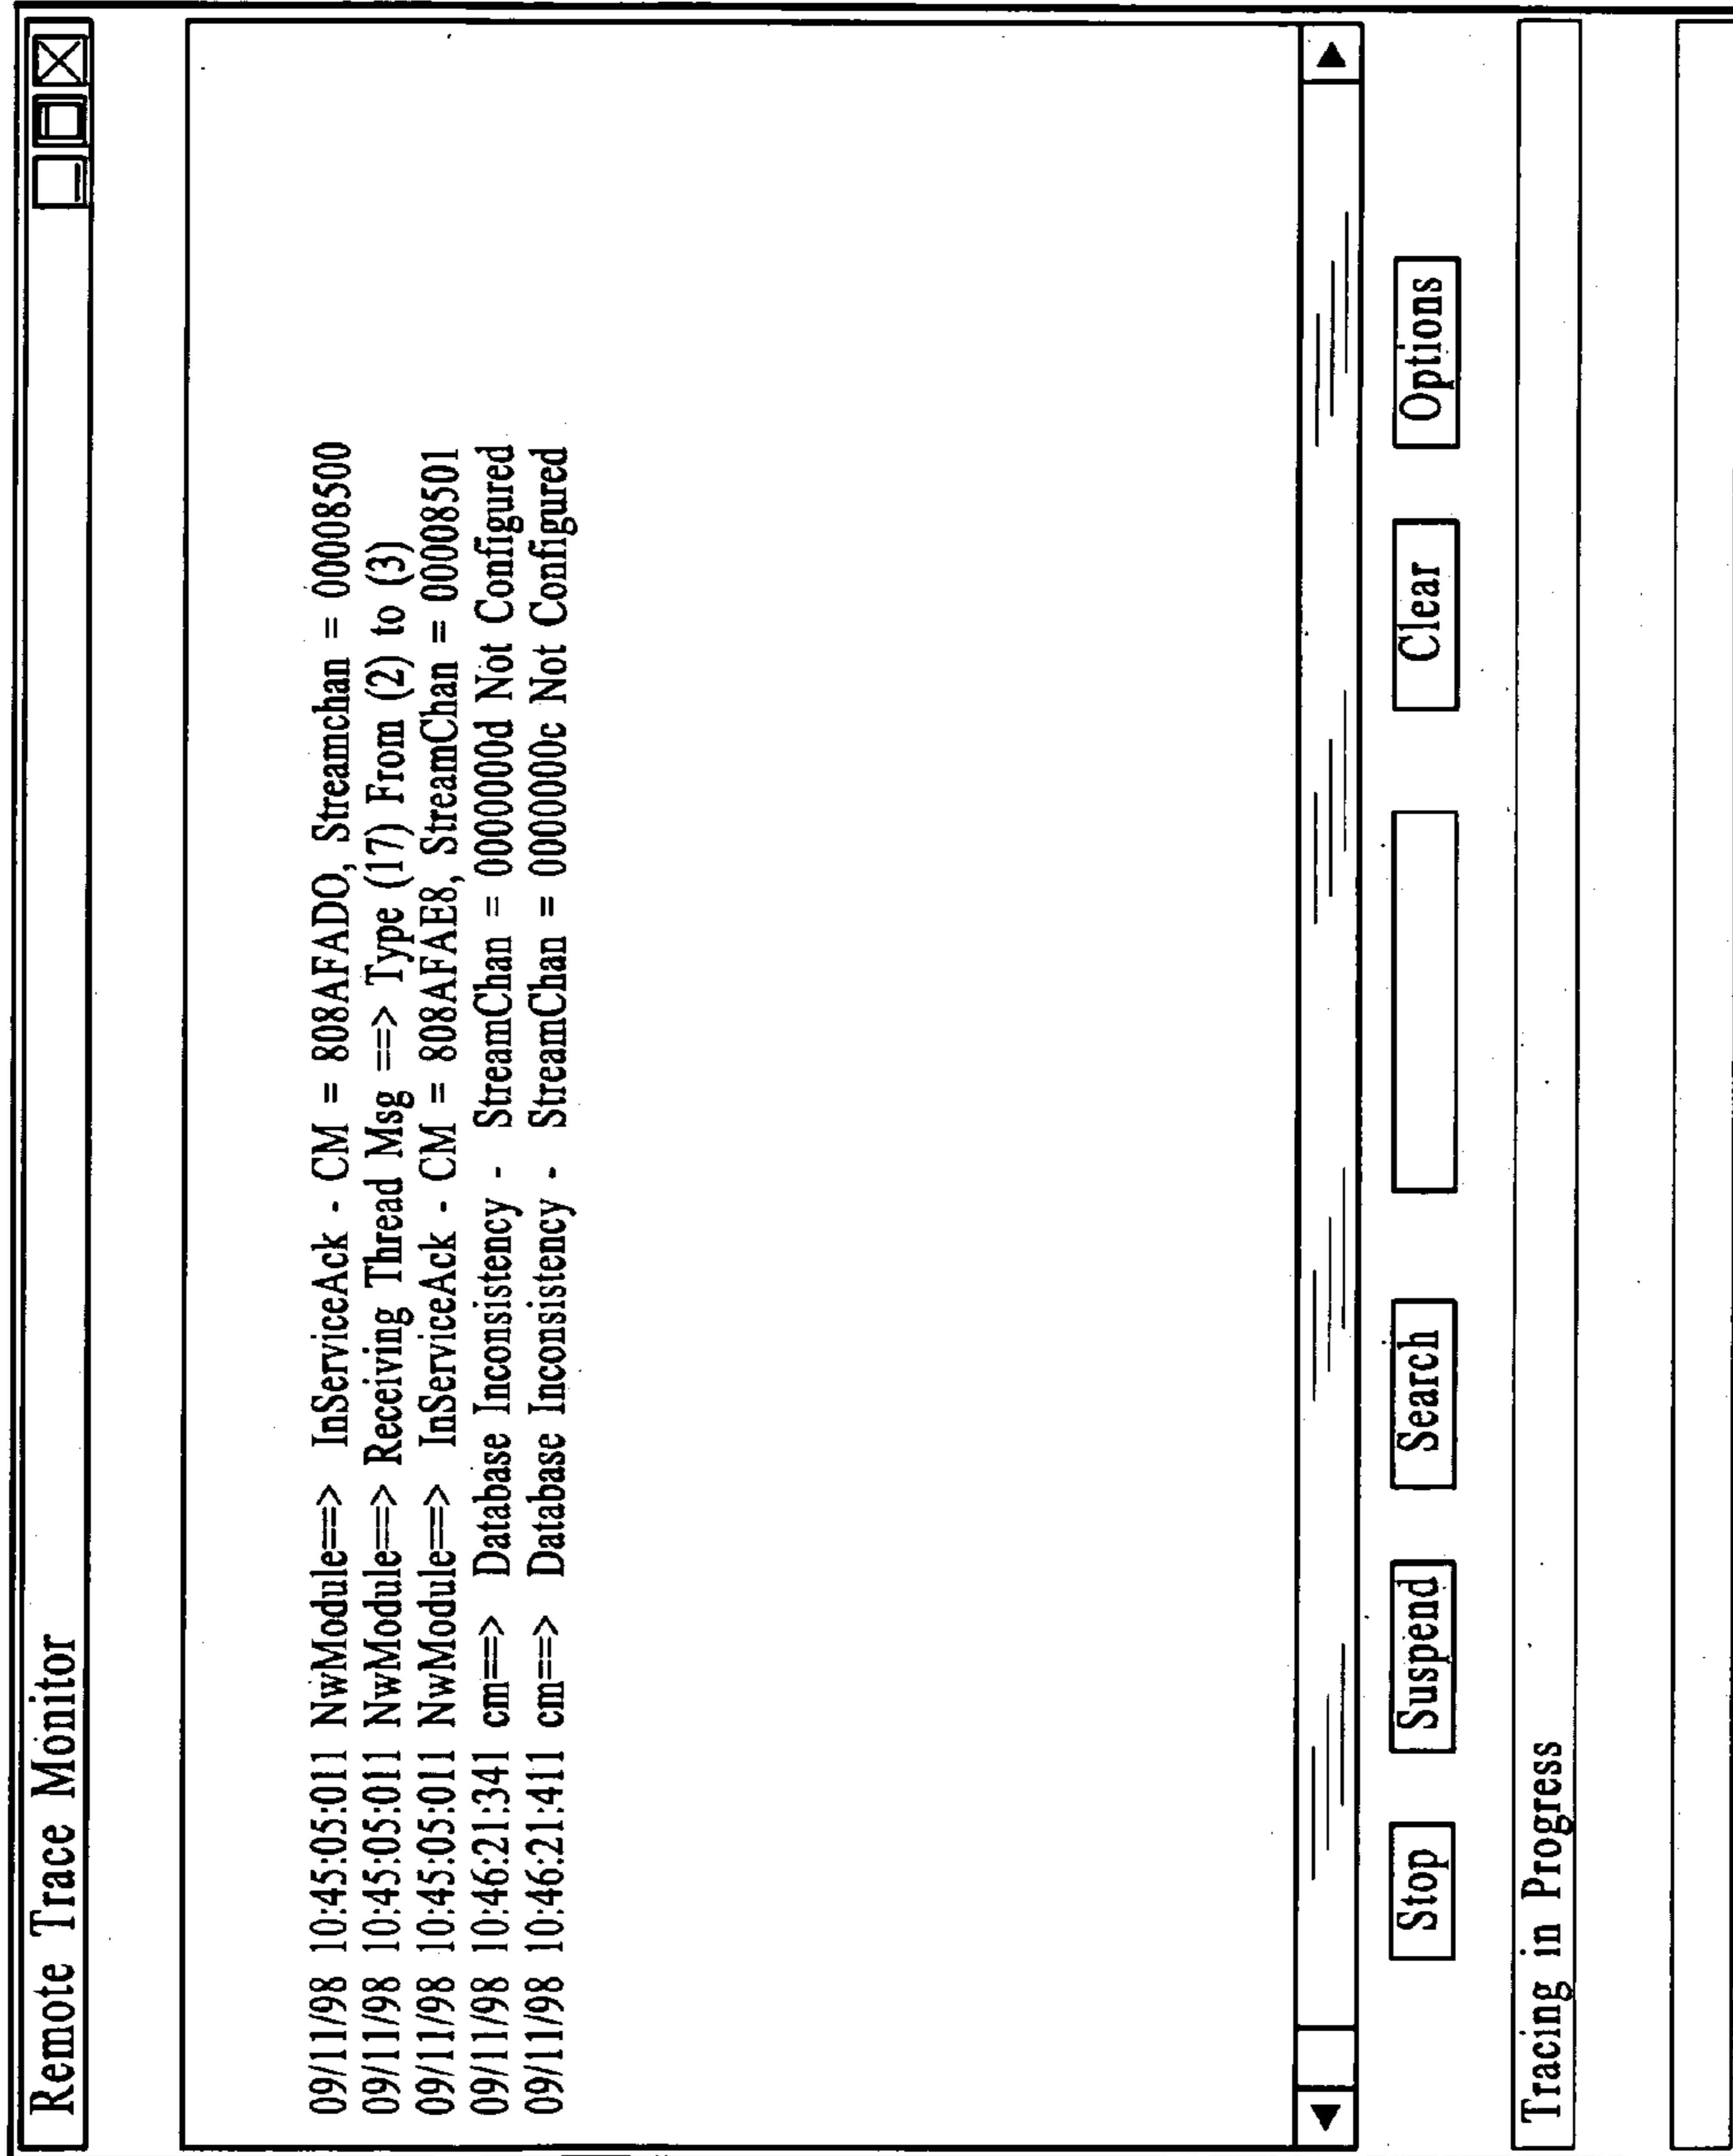 Remote Trace Monitor
09/11/98 10:45:05:011 NwModule==> InServiceAck - CM = 808AFADO, Streamchan = 00008500
09/11/98 10:45:05:011 NwModule==> Receiving Thread Msg ==> Type (17) From (2) to (3)
09/11/98 10:45:05:011 NwModule==> InServiceAck - CM = 808AFAE8, StreamChan = 00008501
09/11/98 10:46:21:341 cm==> Database Inconsistency - StreamChan = 0000000d Not Configured
09/11/98 10:46:21:411 cm==> Database Inconsistency - StreamChan = 0000000c Not Configured
Stop Suspend Search Clear Options
Tracing in Progress